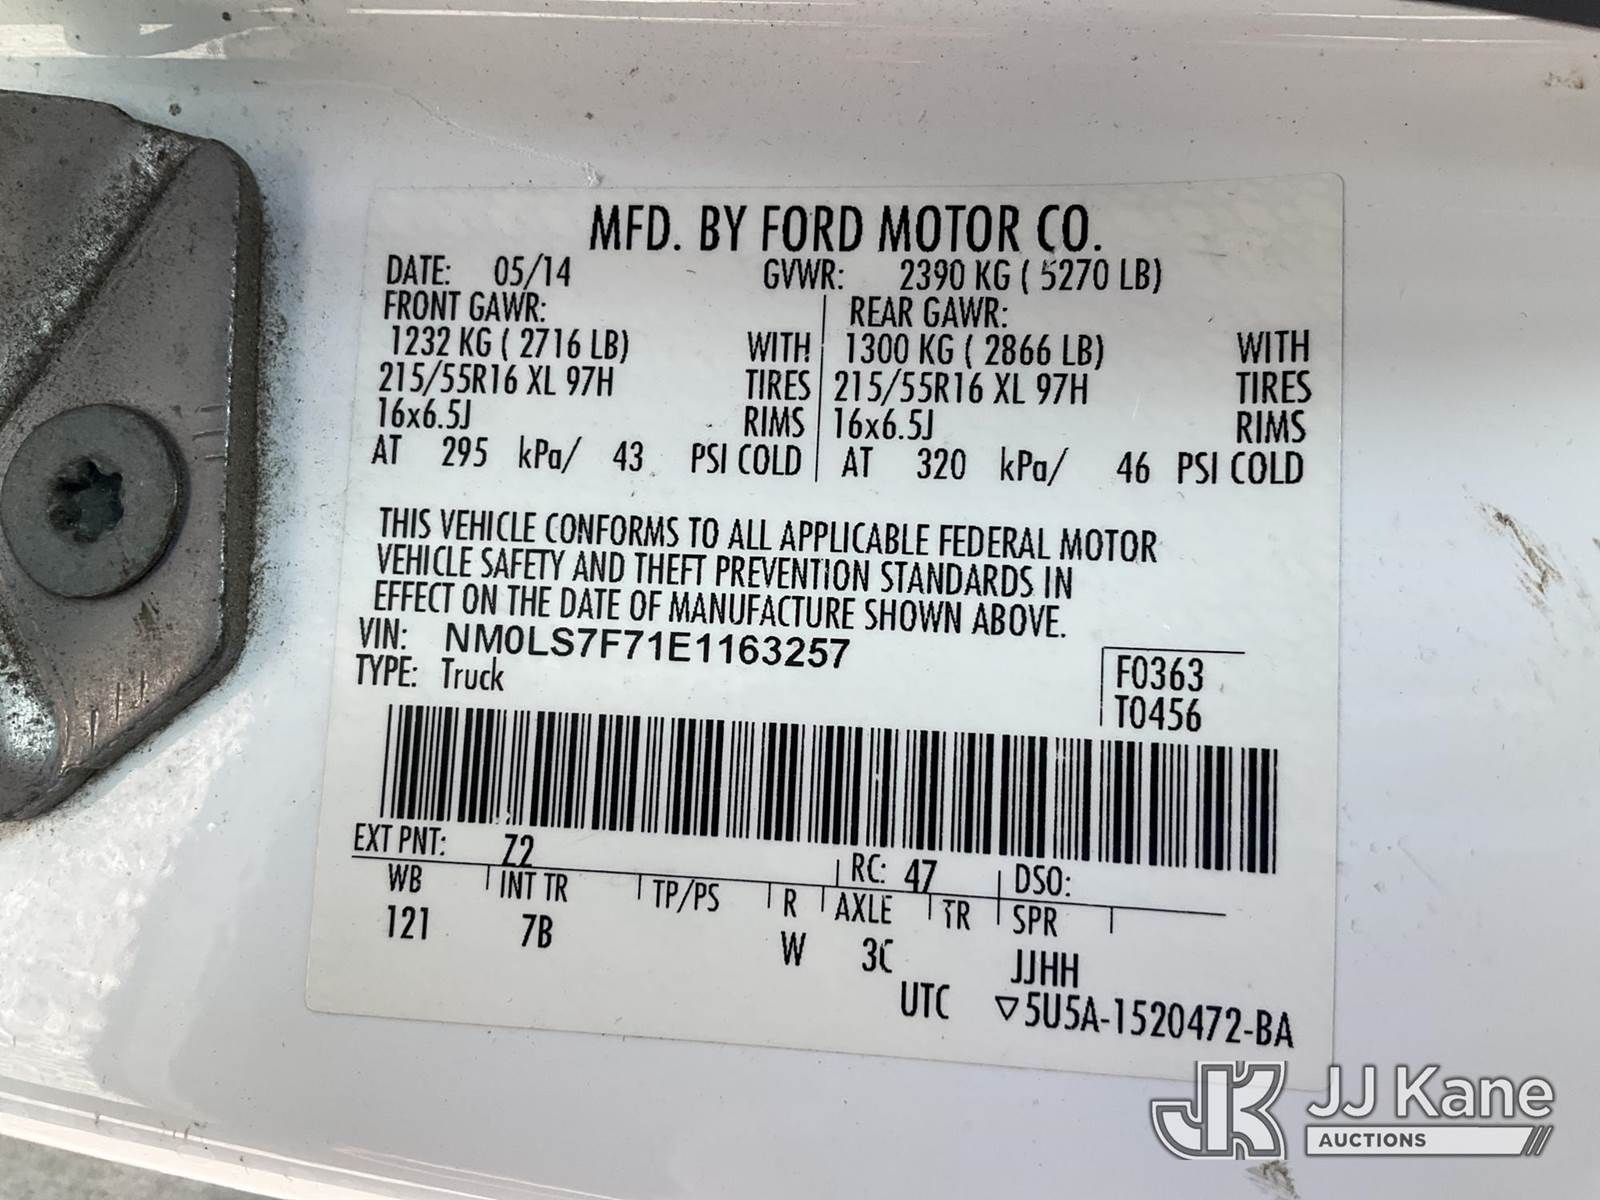 MFD. BY FORD MOTOR CO.
DATE: 05/14 GVWR: 2390 KG ( 5270 LB)
FRONT GAWR: REAR GAWR:
1232 KG ( 2716 LB) WITH 1300 KG ( 2866 LB) WITH
215/55R16 XL 97H TIRES 215/55R16 XL 97H TIRES
16x6.5J RIMS 16x6.5J RIMS
AT 295 kPa/ 43 PSI COLD AT 320 kPa/ 46 PSI COLD
THIS VEHICLE CONFORMS TO ALL APPLICABLE FEDERAL MOTOR
VEHICLE SAFETY AND THEFT PREVENTION STANDARDS IN
EFFECT ON THE DATE OF MANUFACTURE SHOWN ABOVE.
VIN: NM0LS7F71E1163257
TYPE: Truck
F0363
T0456
EXT PNT: Z2 RC: 47 DSO:
WB INT TR TP/PS R AXLE TR SPR
121 7B W 3C JJHH
UTC ▽5U5A-1520472-BA
JK JJ Kane
AUCTIONS